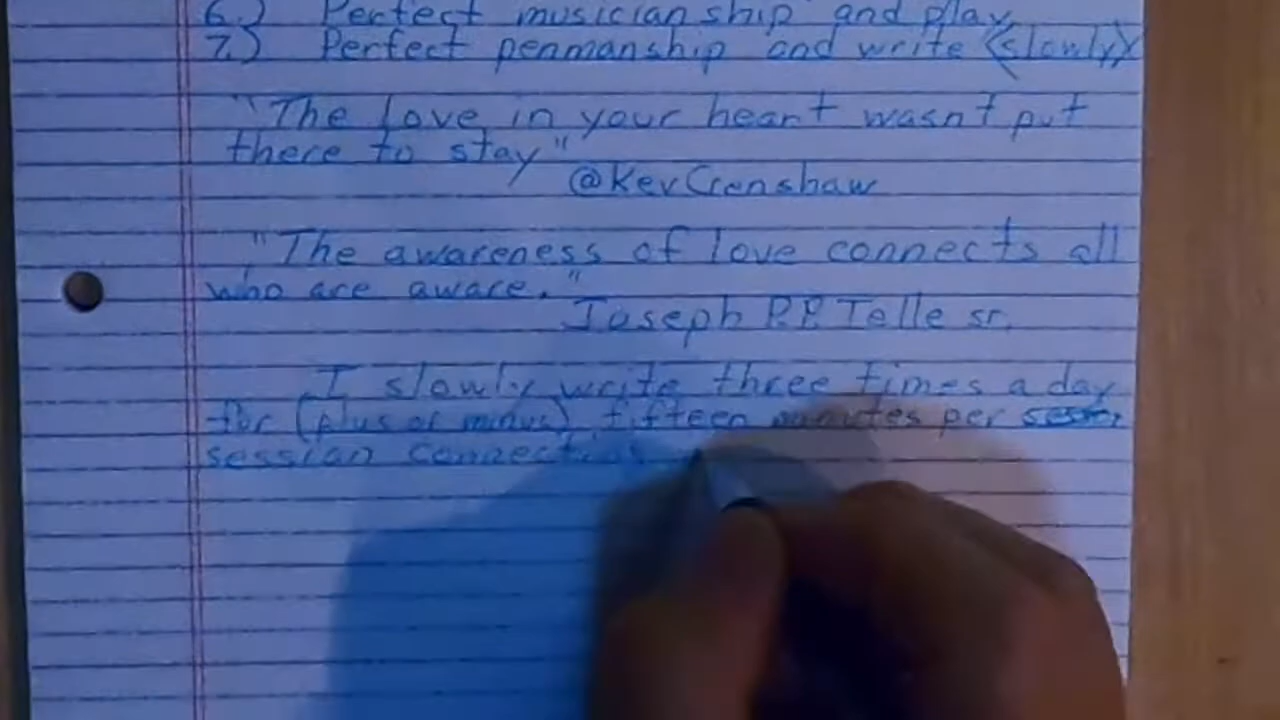 6.) Perfect musicianship and play
7.) Perfect penmanship and write (slowly)
"The love in your heart wasn't put
there to stay"
@KevCrenshaw
"The awareness of love connects all
who are aware."
Joseph P.P. Telle sr.
I slowly write three times a day
for (plus or minus) fifteen minutes per
session